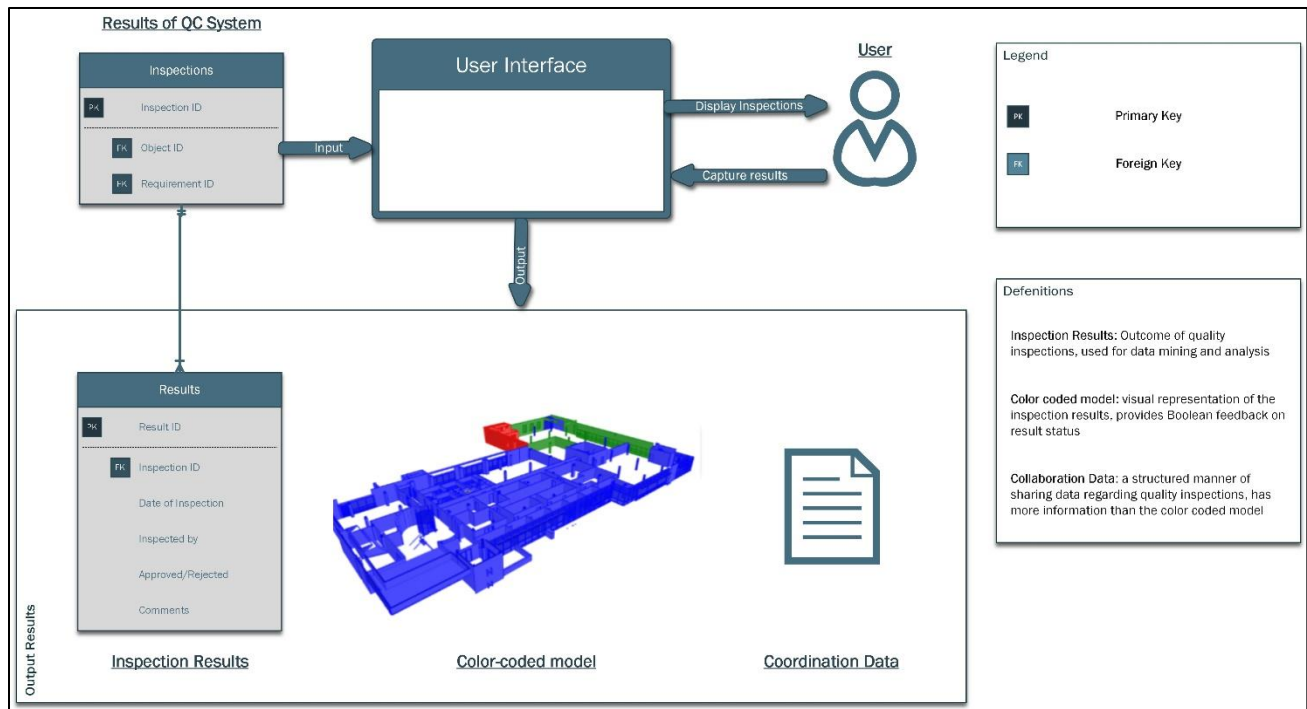 Results of QC System
Inspections
PK Inspection ID
FK Object ID
FK Requirement ID
Input
User Interface
Display Inspections
Capture results
User
Output
Legend
PK Primary Key
FK Foreign Key
Results
PK Result ID
FK Inspection ID
Date of Inspection
Inspected by
Approved/Rejected
Comments
Output Results
Inspection Results
Color-coded model
Coordination Data
Defenitions
Inspection Results: Outcome of quality
inspections, used for data mining and analysis
Color coded model: visual representation of the
inspection results, provides Boolean feedback on
result status
Collaboration Data: a structured manner of
sharing data regarding quality inspections, has
more information than the color coded model